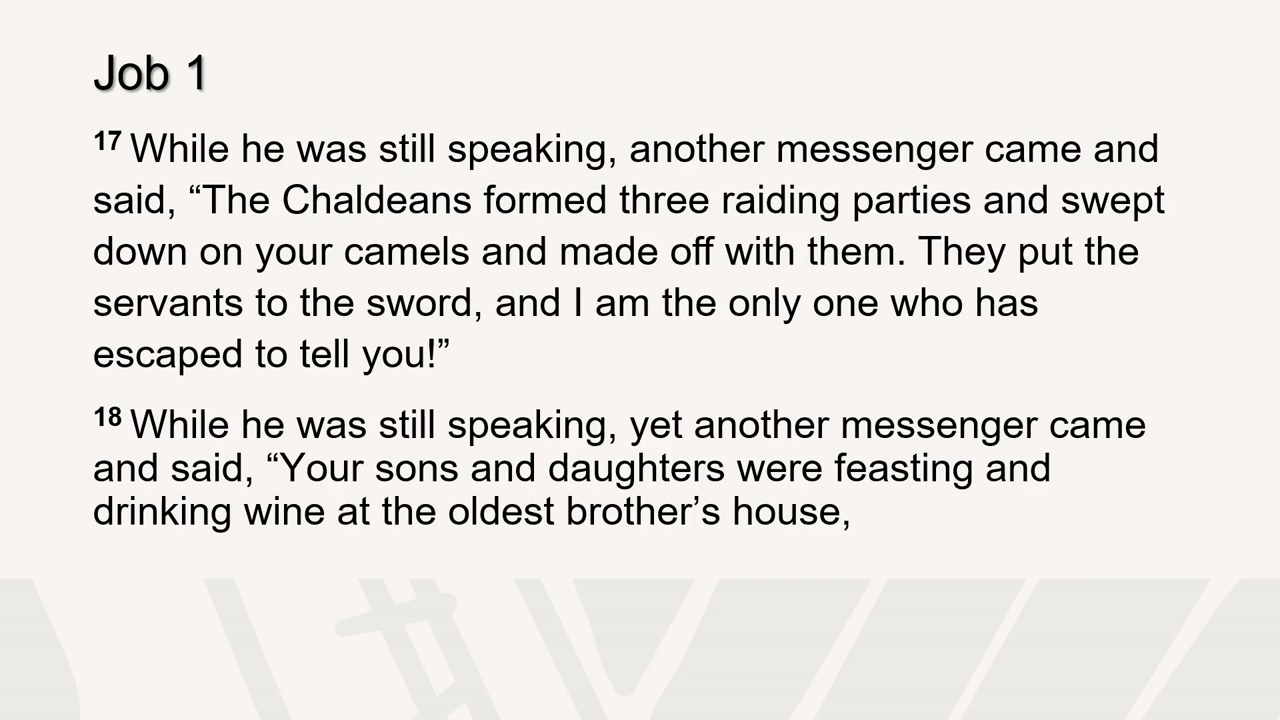 Job 1
17 While he was still speaking, another messenger came and
said, “The Chaldeans formed three raiding parties and swept
down on your camels and made off with them. They put the
servants to the sword, and I am the only one who has
escaped to tell you!”
18 While he was still speaking, yet another messenger came
and said, “Your sons and daughters were feasting and
drinking wine at the oldest brother’s house,